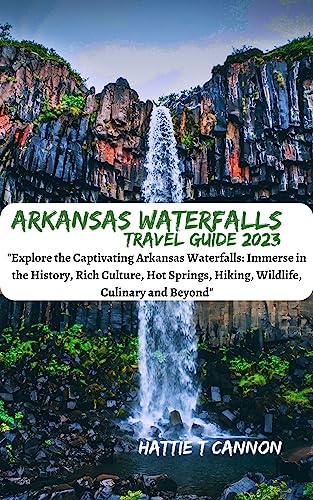 ARKANSAS WATERFALLS
TRAVEL GUIDE 2023
"Explore the Captivating Arkansas Waterfalls: Immerse in
the History, Rich Culture, Hot Springs, Hiking, Wildlife,
Culinary and Beyond"
HATTIE T CANNON